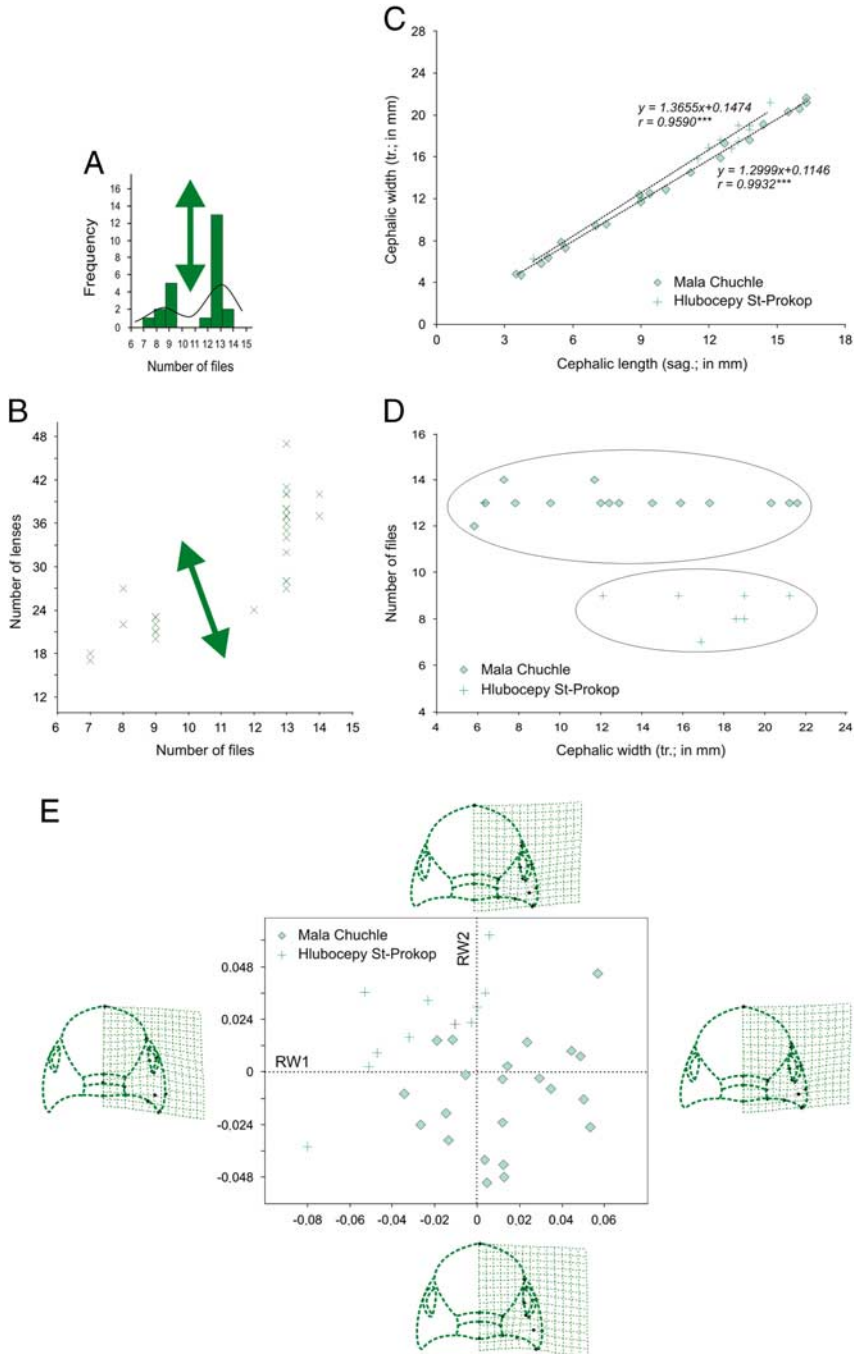 A
Frequency
16
14
12
10
8
6
4
2
0
6 7 8 9 10 11 12 13 14 15
Number of files
B
Number of lenses
48
42
36
30
24
18
12
6 7 8 9 10 11 12 13 14 15
Number of files
C
Cephalic width (tr.; in mm)
28
24
20
16
12
8
4
0
y = 1.3655x+0.1474
r = 0.9590***
y = 1.2999x+0.1146
r = 0.9932***
Mala Chuchle
Hlubocepy St-Prokop
0 3 6 9 12 15 18
Cephalic length (sag.; in mm)
D
Number of files
16
14
12
10
8
6
4
Mala Chuchle
Hlubocepy St-Prokop
4 6 8 10 12 14 16 18 20 22 24
Cephalic width (tr.; in mm)
E
Mala Chuchle
Hlubocepy St-Prokop
RW2
RW1
0.048
0.024
0
-0.024
-0.048
-0.08 -0.06 -0.04 -0.02 0 0.02 0.04 0.06